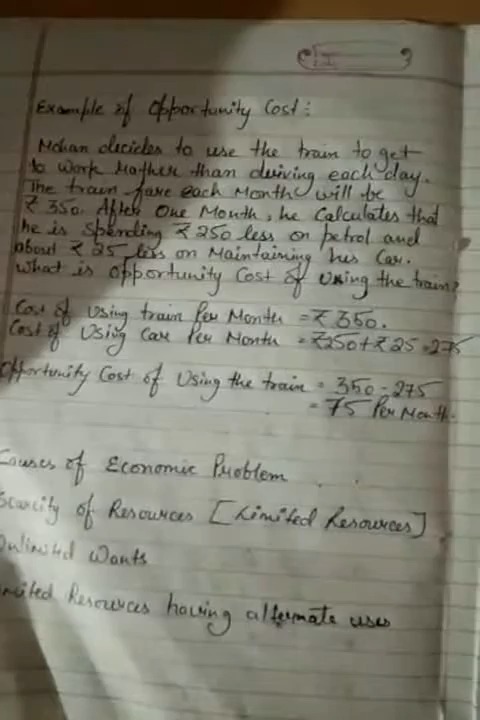 Example of Opportunity Cost:
Mohan decides to use the train to get
to work Mather than driving each day.
The train fare each Month will be
₹ 350. After One Month, he Calculates that
he is spending ₹ 250 less on petrol and
about ₹ 25 less on Maintaining his Car.
What is Opportunity Cost of Using the train?
Cost of Using train Per Month = ₹ 350.
Cost of Using Car Per Month = ₹250+₹25=275
Opportunity Cost of Using the train = 350-275
= 75 Per Month.
Causes of Economic Problem
Scarcity of Resources [Limited Resources]
Unlimited Wants
Limited Resources having alternate uses